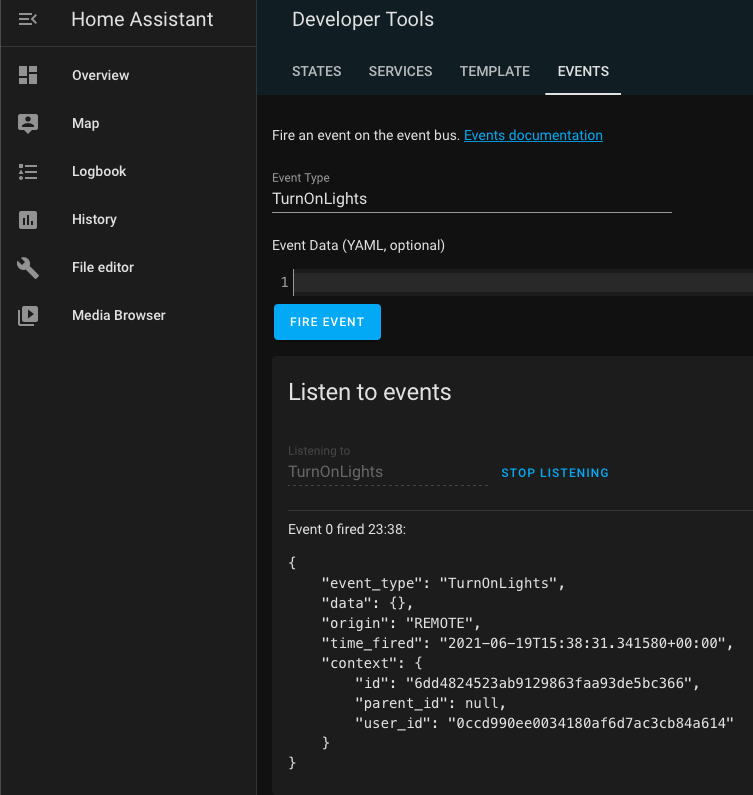 Home Assistant
Developer Tools
STATES SERVICES TEMPLATE EVENTS
Overview
Map
Logbook
History
File editor
Media Browser
Fire an event on the event bus. Events documentation
Event Type
TurnOnLights
Event Data (YAML, optional)
1
FIRE EVENT
Listen to events
Listening to
TurnOnLights
STOP LISTENING
Event 0 fired 23:38:
{
    "event_type": "TurnOnLights",
    "data": {},
    "origin": "REMOTE",
    "time_fired": "2021-06-19T15:38:31.341580+00:00",
    "context": {
        "id": "6dd4824523ab9129863faa93de5bc366",
        "parent_id": null,
        "user_id": "0ccd990ee0034180af6d7ac3cb84a614"
    }
}